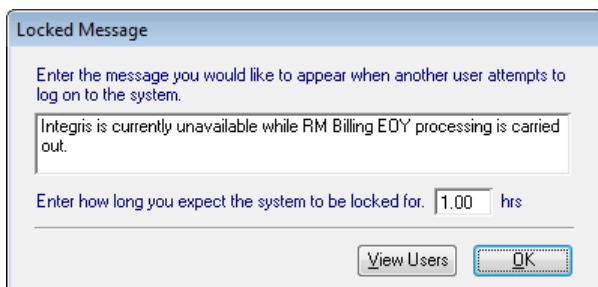 Locked Message
Enter the message you would like to appear when another user attempts to
log on to the system.
Integris is currently unavailable while RM Billing EOY processing is carried
out.
Enter how long you expect the system to be locked for. 1.00 hrs
View Users OK